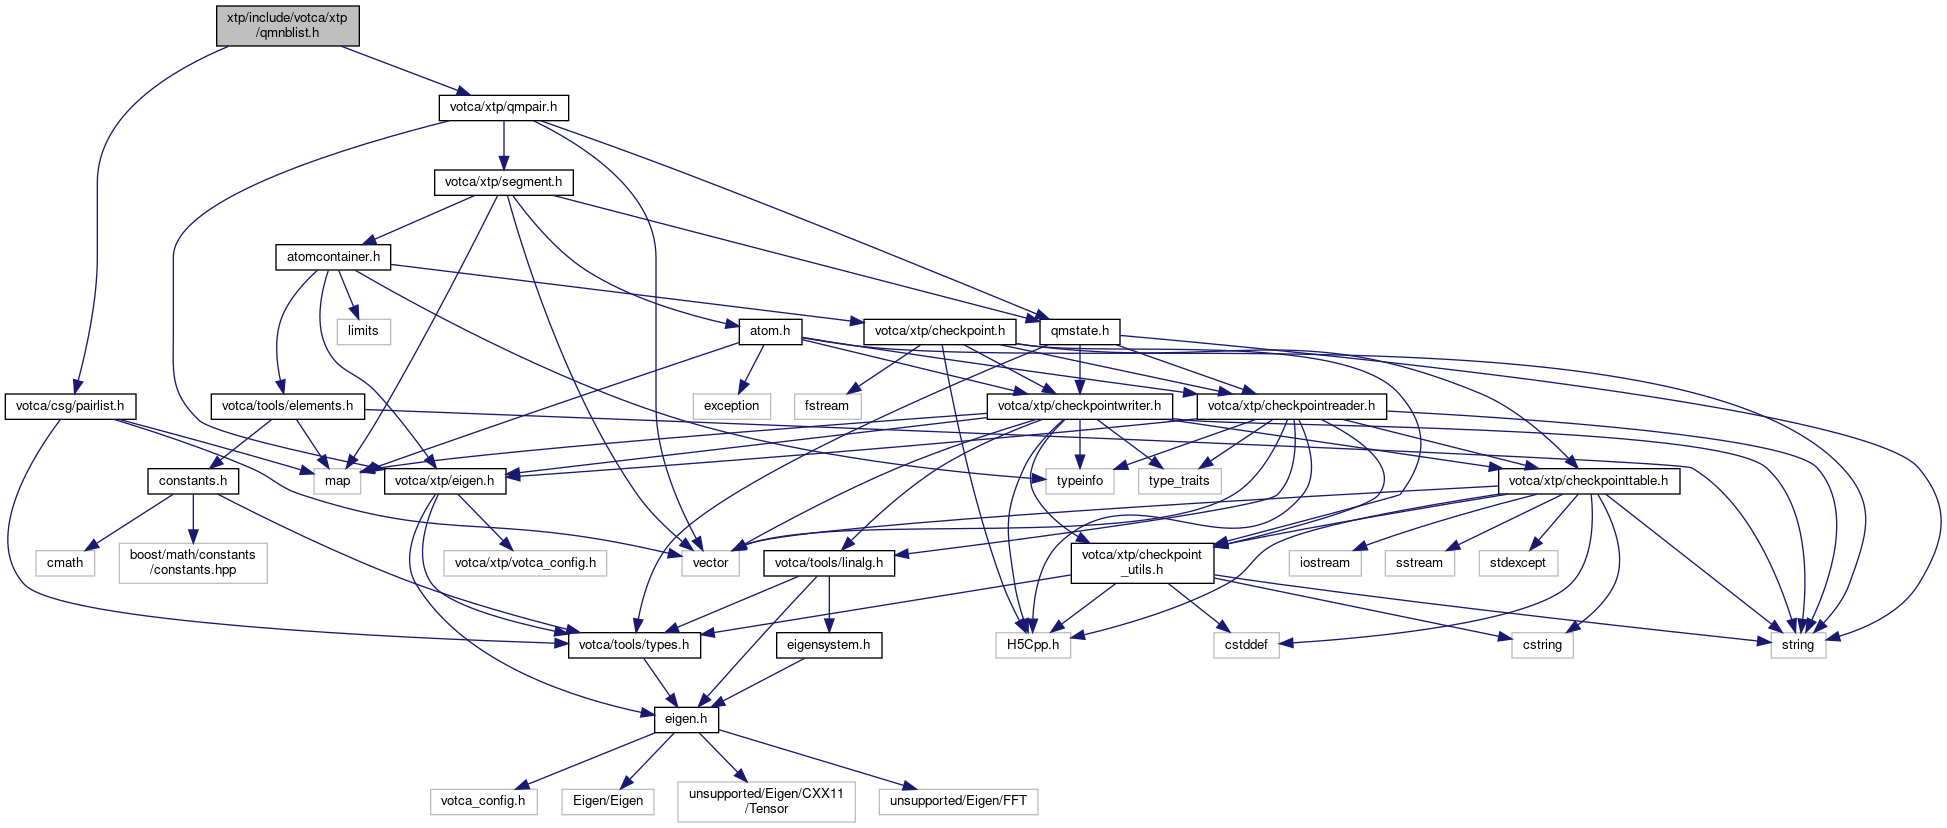 xtp/include/votca/xtp
/qmnblist.h
votca/xtp/qmpair.h
votca/xtp/segment.h
atomcontainer.h
limits
atom.h
votca/xtp/checkpoint.h
qmstate.h
votca/csg/pairlist.h
votca/tools/elements.h
exception
fstream
votca/xtp/checkpointwriter.h
votca/xtp/checkpointreader.h
constants.h
map
votca/xtp/eigen.h
typeinfo
type_traits
votca/xtp/checkpointtable.h
cmath
boost/math/constants
/constants.hpp
votca/xtp/votca_config.h
vector
votca/tools/linalg.h
votca/xtp/checkpoint
_utils.h
iostream
sstream
stdexcept
votca/tools/types.h
eigensystem.h
H5Cpp.h
cstddef
cstring
string
eigen.h
votca_config.h
Eigen/Eigen
unsupported/Eigen/CXX11
/Tensor
unsupported/Eigen/FFT